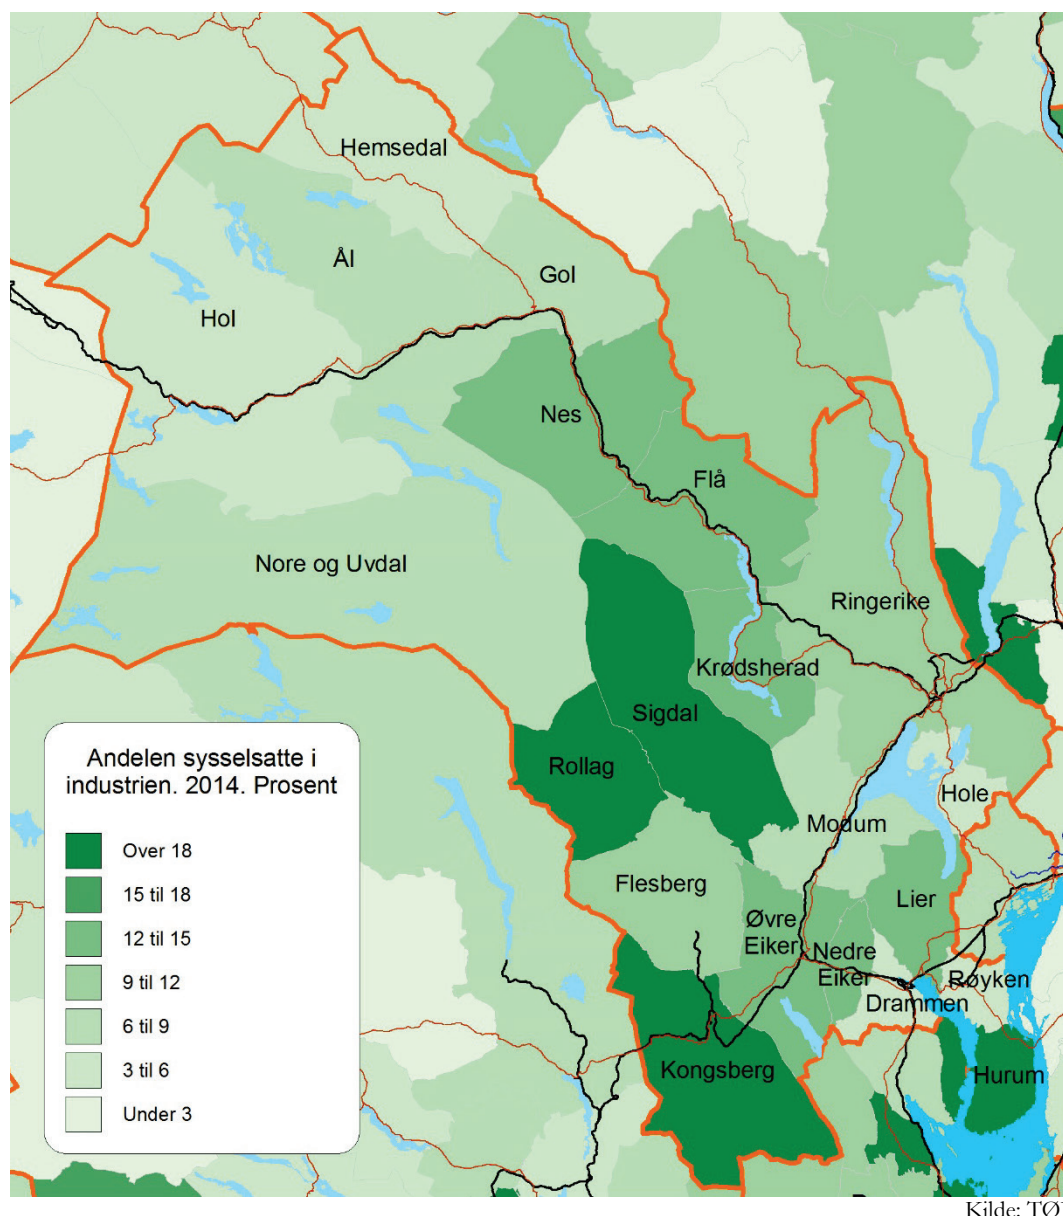 Hemsedal
Ål
Gol
Hol
Nes
Flå
Nore og Uvdal
Ringerike
Krødsherad
Sigdal
Rollag
Hole
Modum
Flesberg
Lier
Øvre
Eiker
Nedre
Eiker
Røyken
Drammen
Kongsberg
Hurum
Andelen sysselsatte i
industrien. 2014. Prosent
Over 18
15 til 18
12 til 15
9 til 12
6 til 9
3 til 6
Under 3
Kilde: TØ